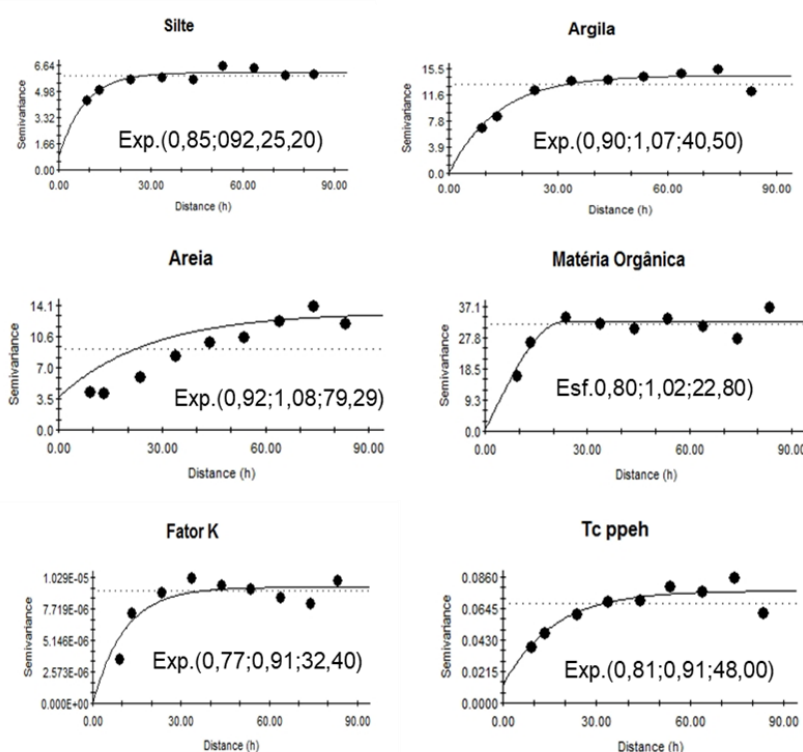 Silte
Semivariance
6.64
4.98
3.32
1.66
0.00
Exp.(0,85;092,25,20)
0.00 30.00 60.00 90.00
Distance (h)
Argila
Semivariance
15.5
11.6
7.8
3.9
0.0
Exp.(0,90;1,07;40,50)
0.00 30.00 60.00 90.00
Distance (h)
Areia
Semivariance
14.1
10.6
7.0
3.5
0.0
Exp.(0,92;1,08;79,29)
0.00 30.00 60.00 90.00
Distance (h)
Matéria Orgânica
Semivariance
37.1
27.8
18.5
9.3
0.0
Esf.0,80;1,02;22,80)
0.00 30.00 60.00 90.00
Distance (h)
Fator K
Semivariance
1.029E-05
7.719E-06
5.146E-06
2.573E-06
0.000E+00
Exp.(0,77;0,91;32,40)
0.00 30.00 60.00 90.00
Distance (h)
Tc ppeh
Semivariance
0.0860
0.0645
0.0430
0.0215
0.0000
Exp.(0,81;0,91;48,00)
0.00 30.00 60.00 90.00
Distance (h)